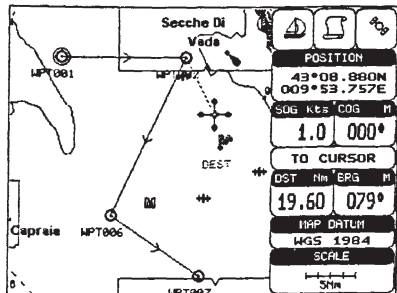 Secche Di
Vada
WPT001
DEST
M
Capraia
WPT006
POSITION
43°08.880N
009°53.757E
SOG kts COG M
1.0 000°
TO CURSOR
DST Nm BRG M
19.60 079°
MAP DATUM
WGS 1984
SCALE
5Nm